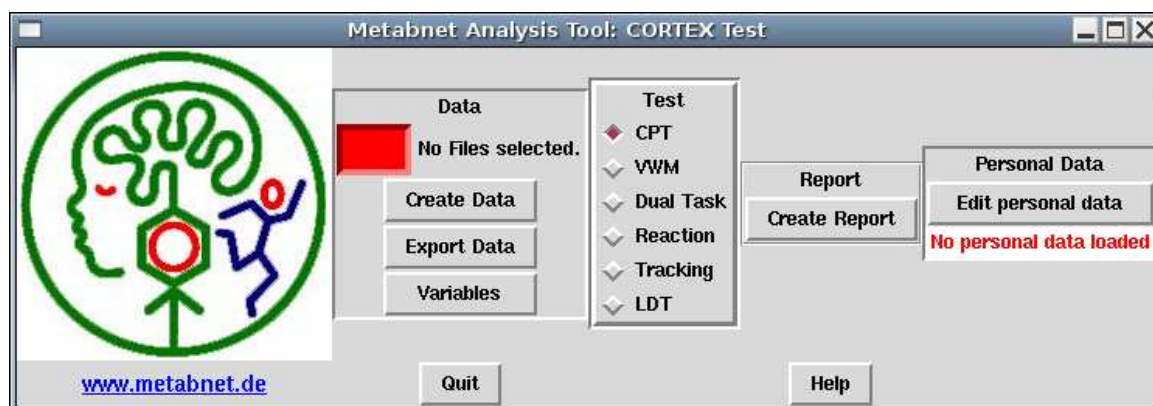 Metabnet Analysis Tool: CORTEX Test
Data
No Files selected.
Create Data
Export Data
Variables
Test
CPT
VWM
Dual Task
Reaction
Tracking
LDT
Report
Create Report
Personal Data
Edit personal data
No personal data loaded
www.metabnet.de
Quit
Help